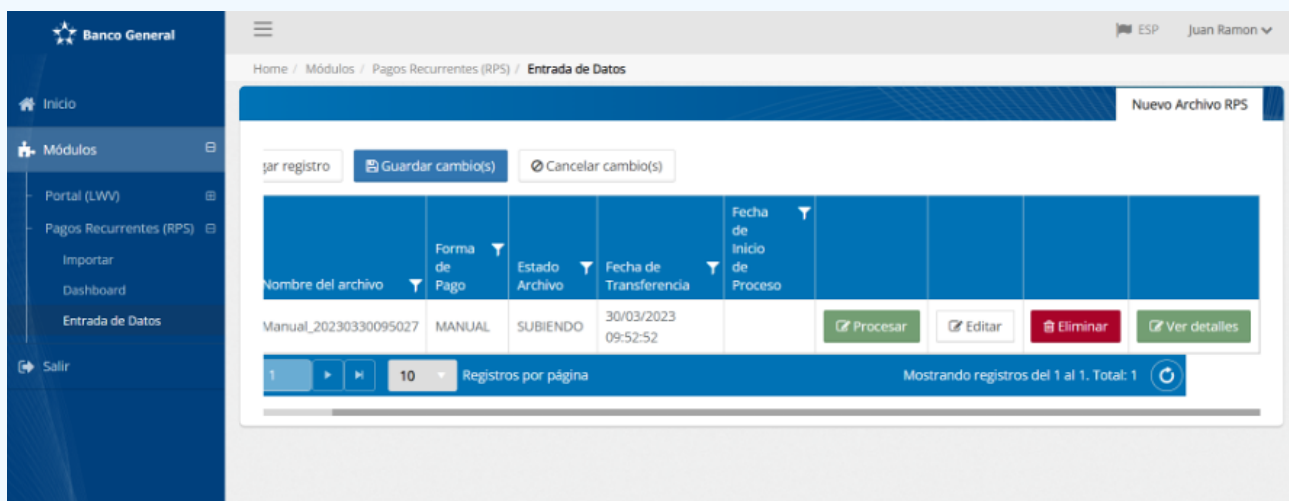 Banco General
ESP Juan Ramon
Home / Módulos / Pagos Recurrentes (RPS) / Entrada de Datos
Inicio
Módulos
Portal (LWV)
Pagos Recurrentes (RPS)
Importar
Dashboard
Entrada de Datos
Salir
Nuevo Archivo RPS
gar registro Guardar cambio(s) Cancelar cambio(s)
Nombre del archivo
Forma
de
Pago
Estado
Archivo
Fecha de
Transferencia
Fecha
de
Inicio
de
Proceso
Manual_20230330095027 MANUAL SUBIENDO 30/03/2023
09:52:52
Procesar Editar Eliminar Ver detalles
1 10 Registros por página Mostrando registros del 1 al 1. Total: 1